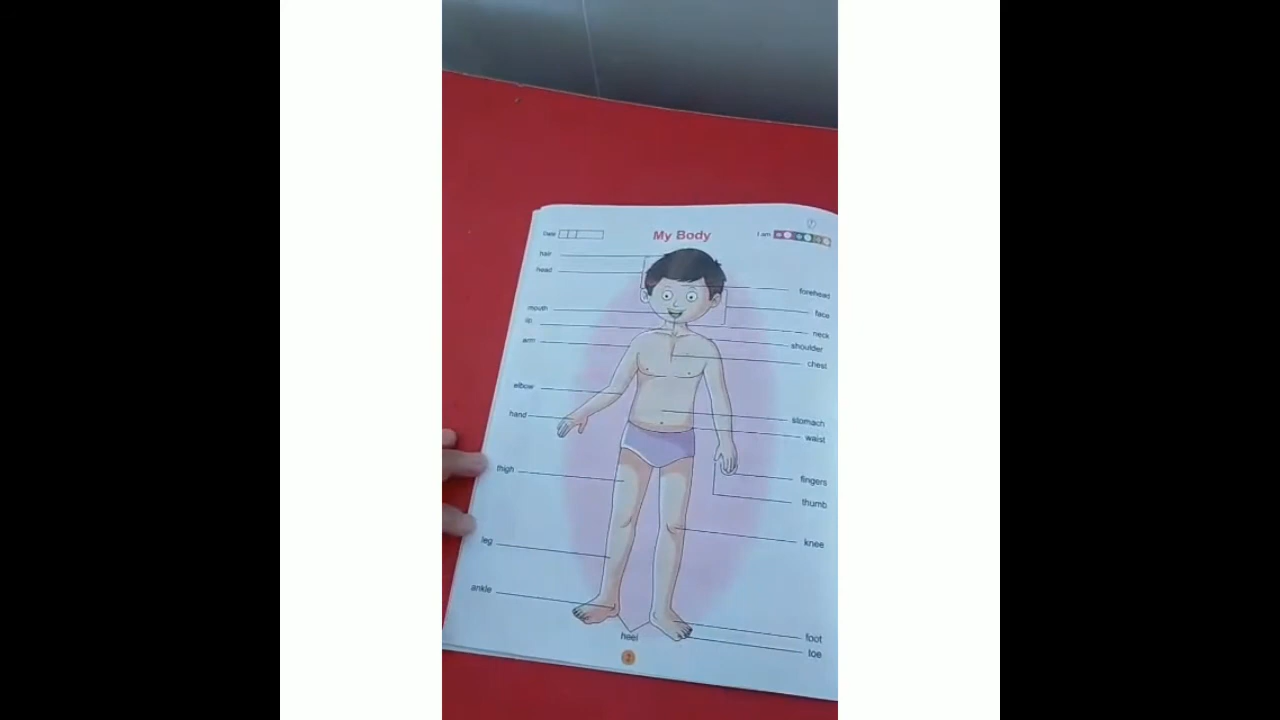 Date
My Body
I am
hair
head
forehead
face
mouth
lip
neck
shoulder
arm
chest
elbow
hand
stomach
waist
thigh
fingers
thumb
leg
knee
ankle
heel
foot
toe
2